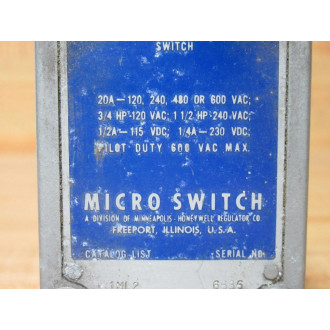 SWITCH
20A—120, 240, 480 OR 600 VAC;
3/4 HP-120 VAC; 1 1/2 HP-240 VAC;
1/2A—115 VDC; 1/4A—230 VDC;
PILOT DUTY 600 VAC MAX.
MICRO SWITCH
A DIVISION OF MINNEAPOLIS-HONEYWELL REGULATOR CO.
FREEPORT, ILLINOIS, U.S.A.
CATALOG LIST SERIAL NO.